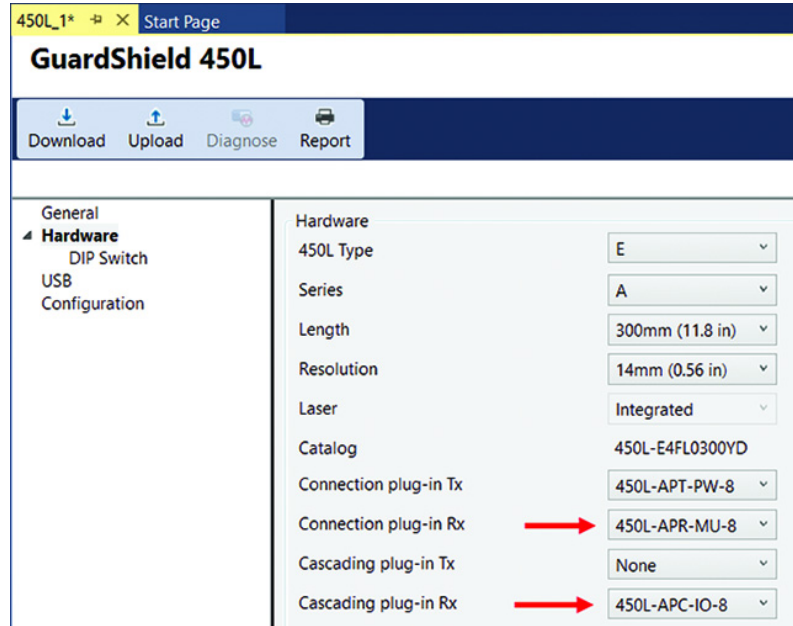 450L_1* Start Page
GuardShield 450L
Download Upload Diagnose Report
General
Hardware
DIP Switch
USB
Configuration
Hardware
450L Type E
Series A
Length 300mm (11.8 in)
Resolution 14mm (0.56 in)
Laser Integrated
Catalog 450L-E4FL0300YD
Connection plug-in Tx 450L-APT-PW-8
Connection plug-in Rx 450L-APR-MU-8
Cascading plug-in Tx None
Cascading plug-in Rx 450L-APC-IO-8